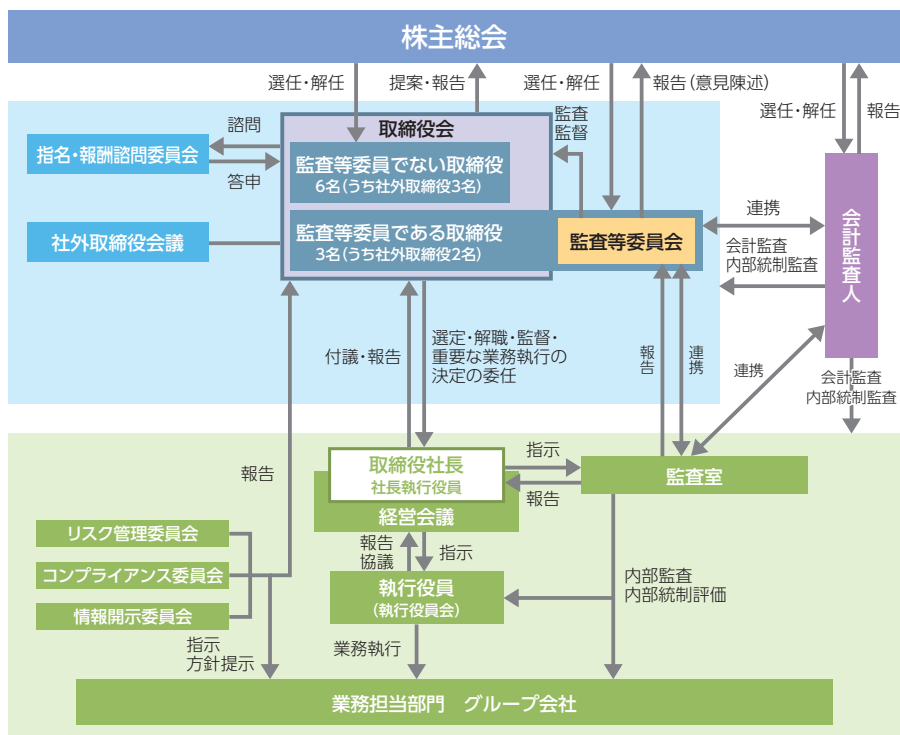 株主総会
選任・解任
提案・報告
選任・解任
報告(意見陳述)
選任・解任
報告
諮問
指名・報酬諮問委員会
答申
取締役会
監査
監督
監査等委員でない取締役
6名(うち社外取締役3名)
社外取締役会議
監査等委員である取締役
3名(うち社外取締役2名)
監査等委員会
連携
会計監査
内部統制監査
会計監査人
付議・報告
選定・解職・監督・
重要な業務執行の
決定の委任
報告
連携
連携
会計監査
内部統制監査
取締役社長
社長執行役員
経営会議
指示
報告
監査室
報告
リスク管理委員会
コンプライアンス委員会
情報開示委員会
報告
協議
指示
執行役員
(執行役員会)
内部監査
内部統制評価
指示
方針提示
業務執行
業務担当部門 グループ会社